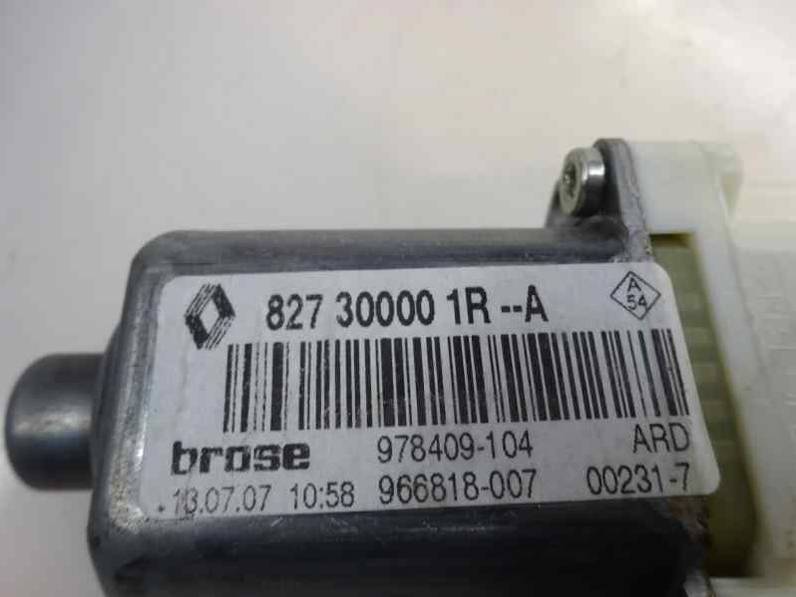 827 30000 1R --A
A
54
brose 978409-104 ARD
.13.07.07 10:58 966818-007 00231-7